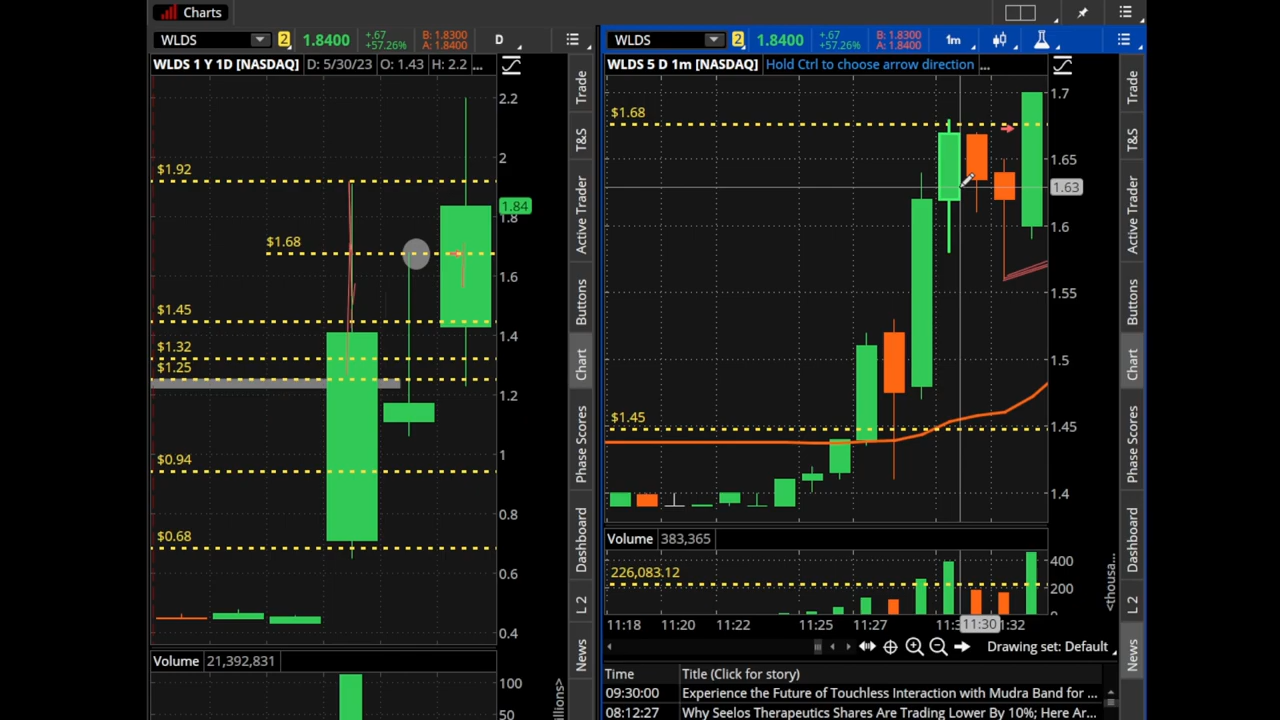 Charts
WLDS 2 1.8400 +.67 +57.26% B: 1.8300 A: 1.8400 D
WLDS 1 Y 1D [NASDAQ] D: 5/30/23 O: 1.43 H: 2.2 ...
$1.92
$1.68
$1.45
$1.32
$1.25
$0.94
$0.68
2.2
2
1.84
1.8
1.6
1.4
1.2
1
0.8
0.6
0.4
Volume 21,392,831
100
50
illions>
Trade
T&S
Active Trader
Buttons
Chart
Phase Scores
Dashboard
L 2
News
WLDS 2 1.8400 +.67 +57.26% B: 1.8300 A: 1.8400 1m
WLDS 5 D 1m [NASDAQ] Hold Ctrl to choose arrow direction ...
$1.68
$1.45
1.7
1.65
1.63
1.6
1.55
1.5
1.45
1.4
Volume 383,365
226,083.12
400
200
0
<thousa...
11:18 11:20 11:22 11:25 11:27 11:3 11:30 1:32
Drawing set: Default
Time Title (Click for story)
09:30:00 Experience the Future of Touchless Interaction with Mudra Band for ...
08:12:27 Why Seelos Therapeutics Shares Are Trading Lower By 10%; Here Ar...
Trade
T&S
Active Trader
Buttons
Chart
Phase Scores
Dashboard
L 2
News